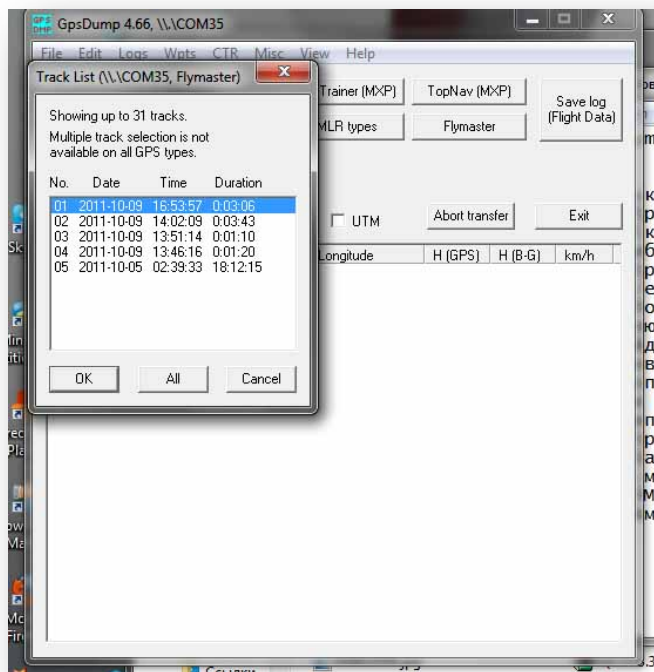 GpsDump 4.66, \\.\COM35
File Edit Logs Wpts CTR Misc View Help
Track List (\\.\COM35, Flymaster)
Showing up to 31 tracks.
Multiple track selection is not
available on all GPS types.
No. Date Time Duration
01 2011-10-09 16:53:57 0:03:06
02 2011-10-09 14:02:09 0:03:43
03 2011-10-09 13:51:14 0:01:10
04 2011-10-09 13:46:16 0:01:20
05 2011-10-05 02:39:33 18:12:15
OK All Cancel
Trainer (MXP) TopNav (MXP)
Save log
(Flight Data)
MLR types Flymaster
UTM Abort transfer Exit
Longitude H (GPS) H (B-G) km/h
Ссылки